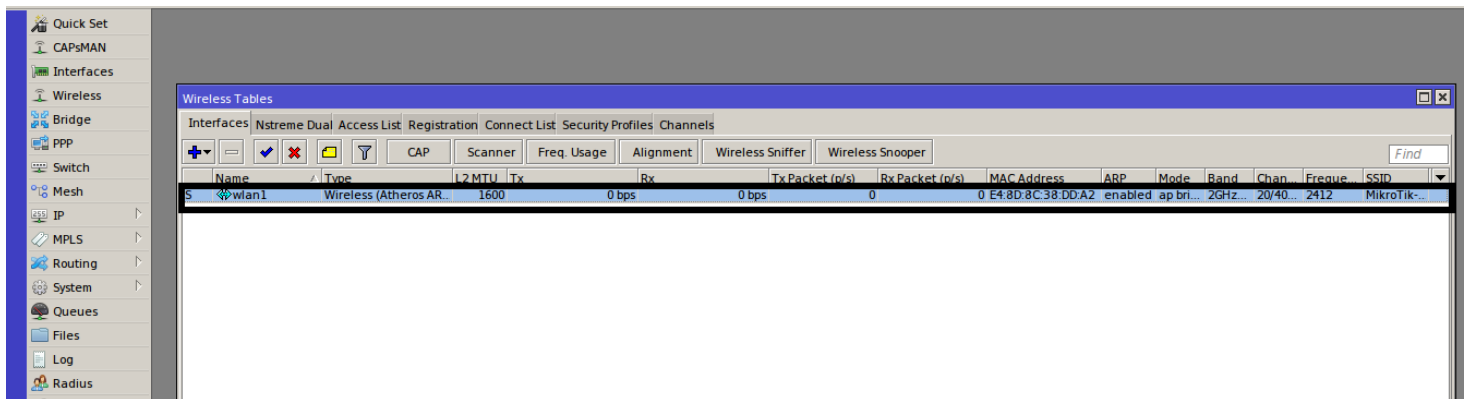 Quick Set
CAPsMAN
Interfaces
Wireless
Bridge
PPP
Switch
Mesh
IP
MPLS
Routing
System
Queues
Files
Log
Radius
Wireless Tables
Interfaces Nstreme Dual Access List Registration Connect List Security Profiles Channels
CAP Scanner Freq. Usage Alignment Wireless Sniffer Wireless Snooper Find
Name Type L2 MTU Tx Rx Tx Packet (p/s) Rx Packet (p/s) MAC Address ARP Mode Band Chan... Freque... SSID
S wlan1 Wireless (Atheros AR... 1600 0 bps 0 bps 0 0 E4:8D:8C:38:DD:A2 enabled ap bri... 2GHz... 20/40... 2412 MikroTik-...